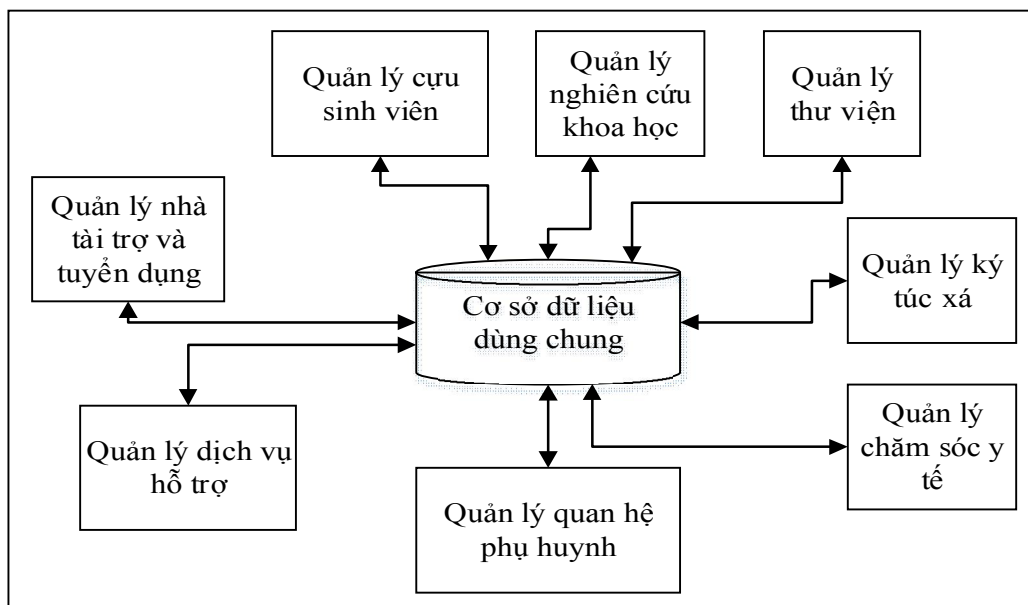 Quản lý cựu
sinh viên
Quản lý
nghiên cứu
khoa học
Quản lý
thư viện
Quản lý nhà
tài trợ và
tuyển dụng
Cơ sở dữ liệu
dùng chung
Quản lý ký
túc xá
Quản lý dịch vụ
hỗ trợ
Quản lý quan hệ
phụ huynh
Quản lý
chăm sóc y
tế